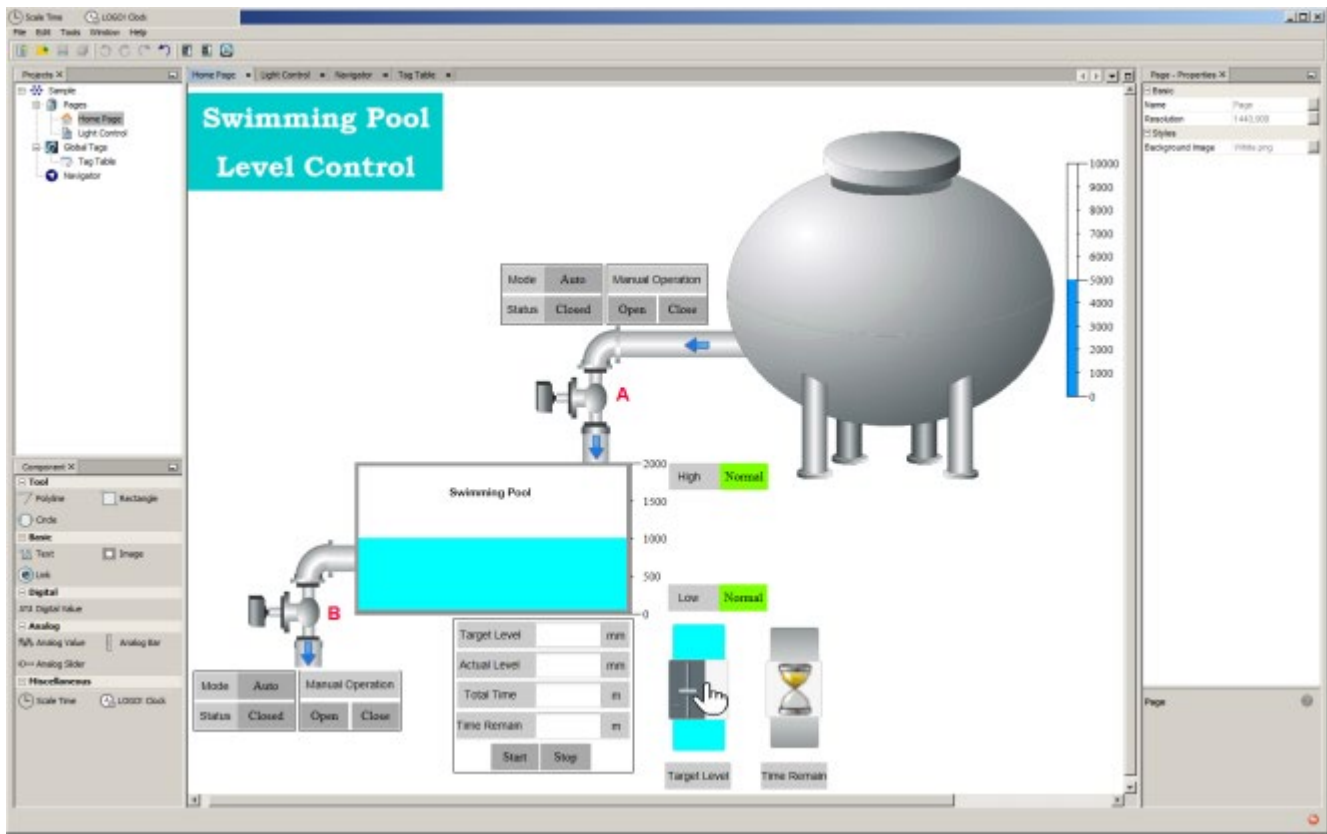 Scale Time LOGO! Clock
File Edit Tools Window Help
Projects
Sample
Pages
Home Page
Light Control
Global Tags
Tag Table
Navigator
Component
Tool
Polyline Rectangle
Circle
Basic
Text Image
Link
Digital
Digital Value
Analog
Analog Value Analog Bar
Analog Slider
Miscellaneous
Scale Time LOGO! Clock
Home Page Light Control Navigator Tag Table
Swimming Pool
Level Control
Mode Auto Manual Operation
Status Closed Open Close
A
10000
9000
8000
7000
6000
5000
4000
3000
2000
1000
0
Swimming Pool
2000
1500
1000
500
0
High Normal
Low Normal
B
Mode Auto Manual Operation
Status Closed Open Close
Target Level mm
Actual Level mm
Total Time m
Time Remain m
Start Stop
Target Level Time Remain
Page - Properties
Basic
Name Page
Resolution
Styles
Background Image White.png
Page